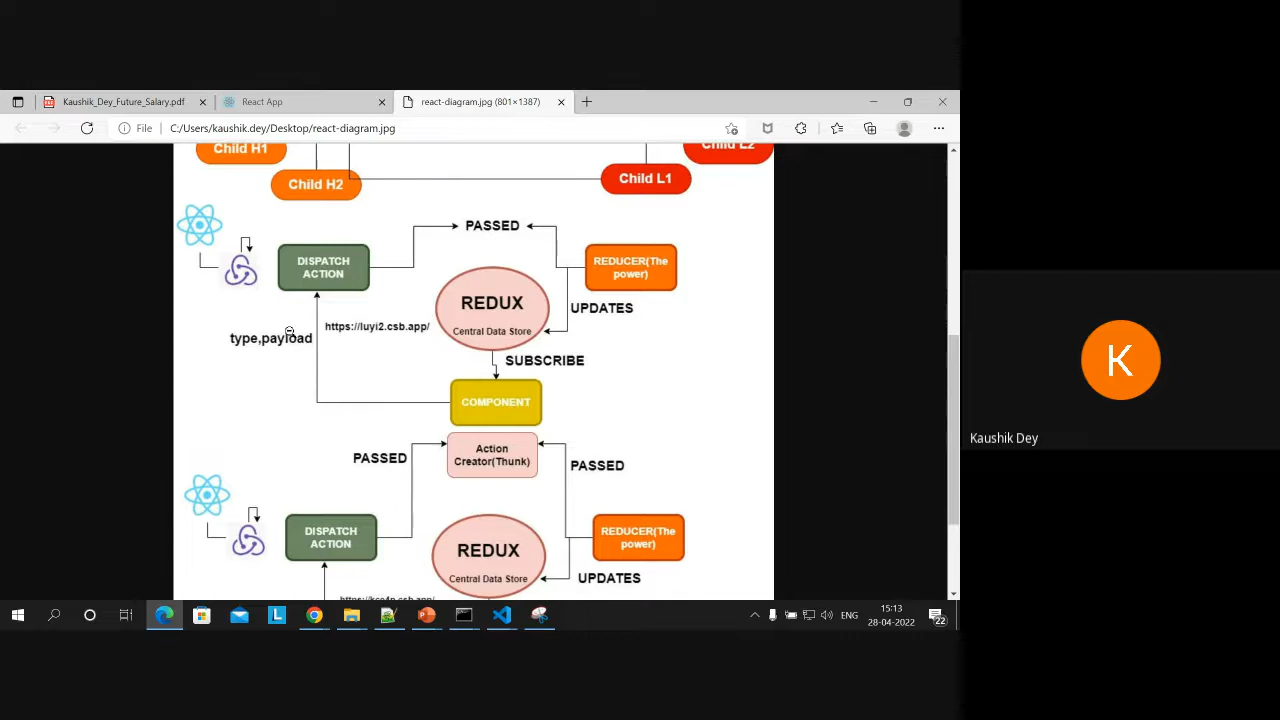 Kaushik_Dey_Future_Salary.pdf
React App
react-diagram.jpg (801×1387)
File
C:/Users/kaushik.dey/Desktop/react-diagram.jpg
Child H1
Child L2
Child H2
Child L1
PASSED
DISPATCH
ACTION
REDUCER(The
power)
REDUX
Central Data Store
UPDATES
https://luyi2.csb.app/
type,payload
SUBSCRIBE
COMPONENT
Action
Creator(Thunk)
PASSED
PASSED
DISPATCH
ACTION
REDUX
Central Data Store
REDUCER(The
power)
UPDATES
K
Kaushik Dey
L
ENG
15:13
28-04-2022
22